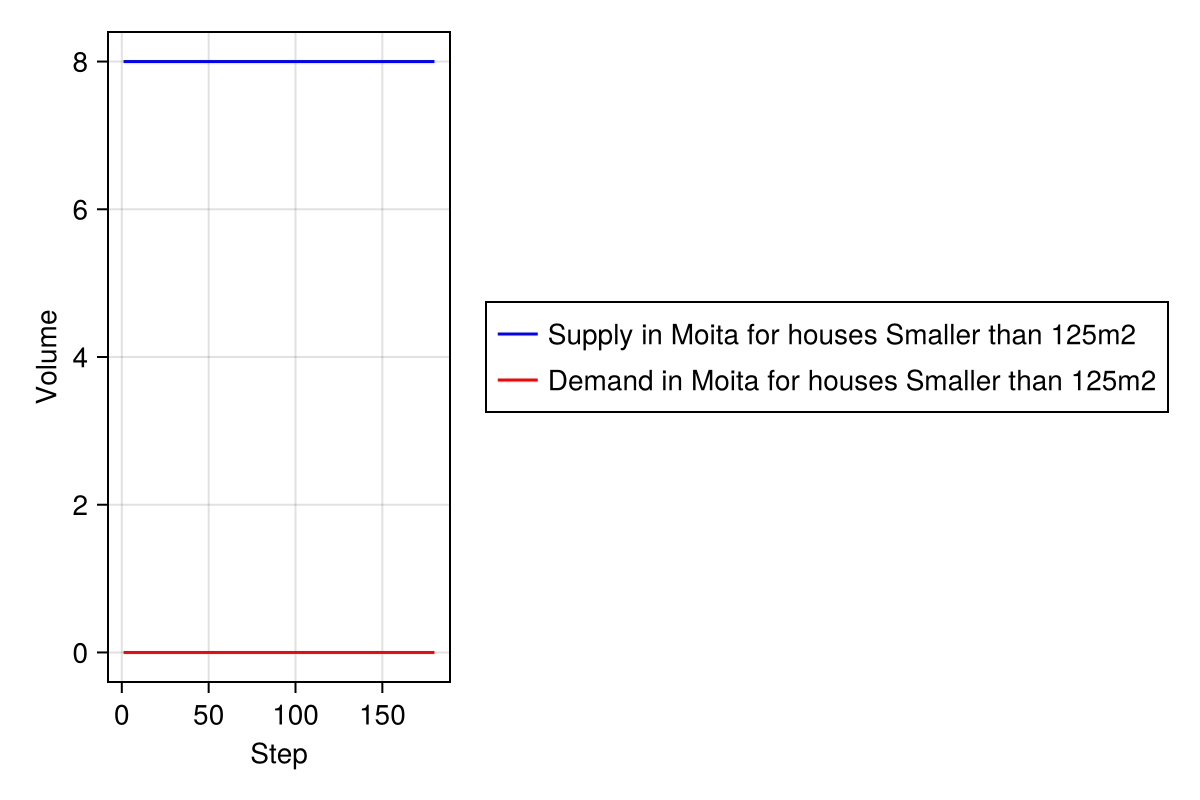 8
6
4
2
0
Volume
0 50 100 150
Step
Supply in Moita for houses Smaller than 125m2
Demand in Moita for houses Smaller than 125m2